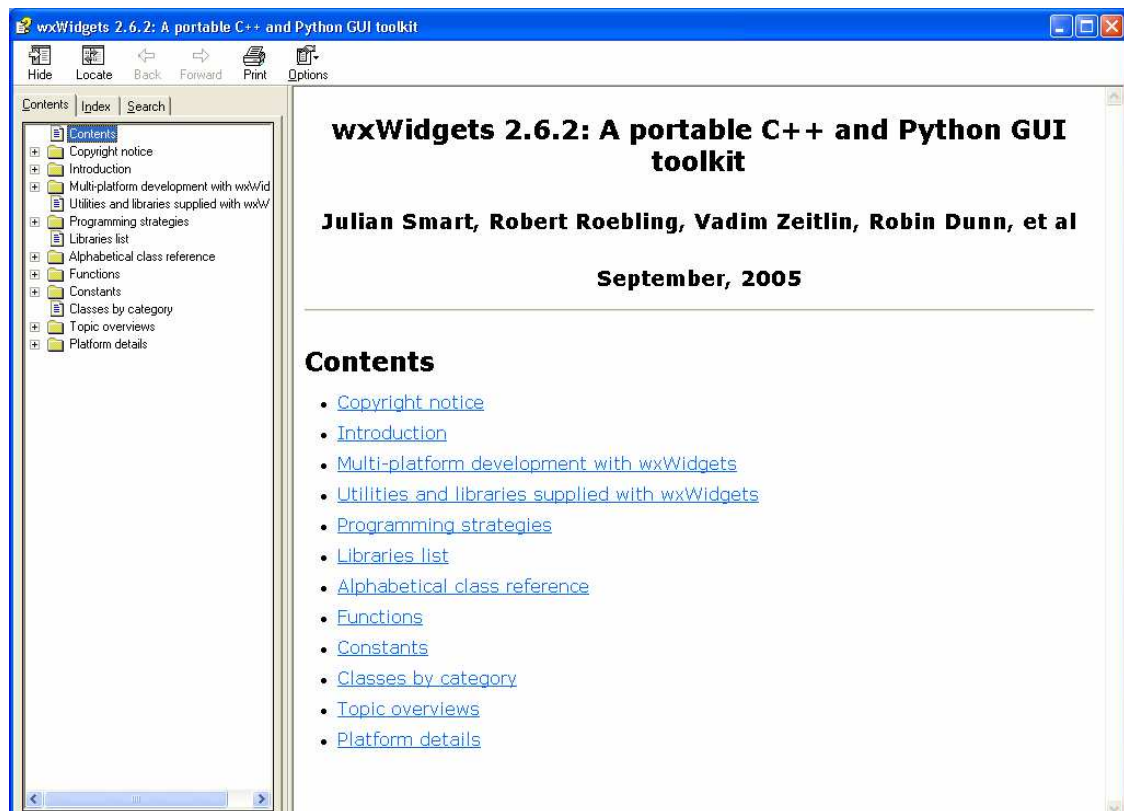 wxWidgets 2.6.2: A portable C++ and Python GUI toolkit
Hide Locate Back Forward Print Options
Contents Index Search
Contents
Copyright notice
Introduction
Multi-platform development with wxWid
Utilities and libraries supplied with wxW
Programming strategies
Libraries list
Alphabetical class reference
Functions
Constants
Classes by category
Topic overviews
Platform details
wxWidgets 2.6.2: A portable C++ and Python GUI
toolkit
Julian Smart, Robert Roebling, Vadim Zeitlin, Robin Dunn, et al
September, 2005
Contents
• Copyright notice
• Introduction
• Multi-platform development with wxWidgets
• Utilities and libraries supplied with wxWidgets
• Programming strategies
• Libraries list
• Alphabetical class reference
• Functions
• Constants
• Classes by category
• Topic overviews
• Platform details